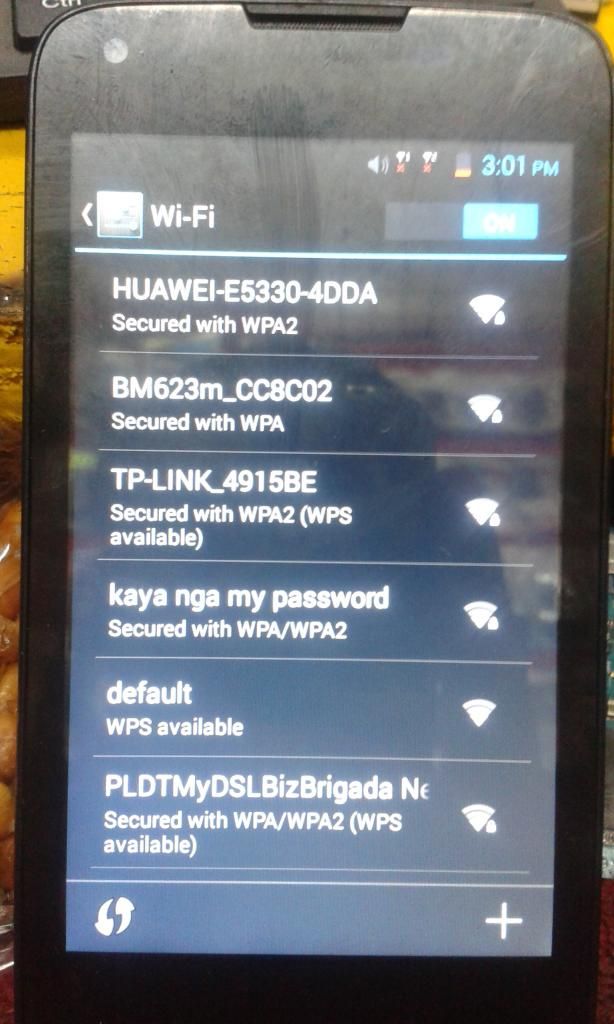 Ctrl
3:01 PM
Wi-Fi
ON
HUAWEI-E5330-4DDA
Secured with WPA2
BM623m_CC8C02
Secured with WPA
TP-LINK_4915BE
Secured with WPA2 (WPS
available)
kaya nga my password
Secured with WPA/WPA2
default
WPS available
PLDTMyDSLBizBrigada Ne
Secured with WPA/WPA2 (WPS
available)